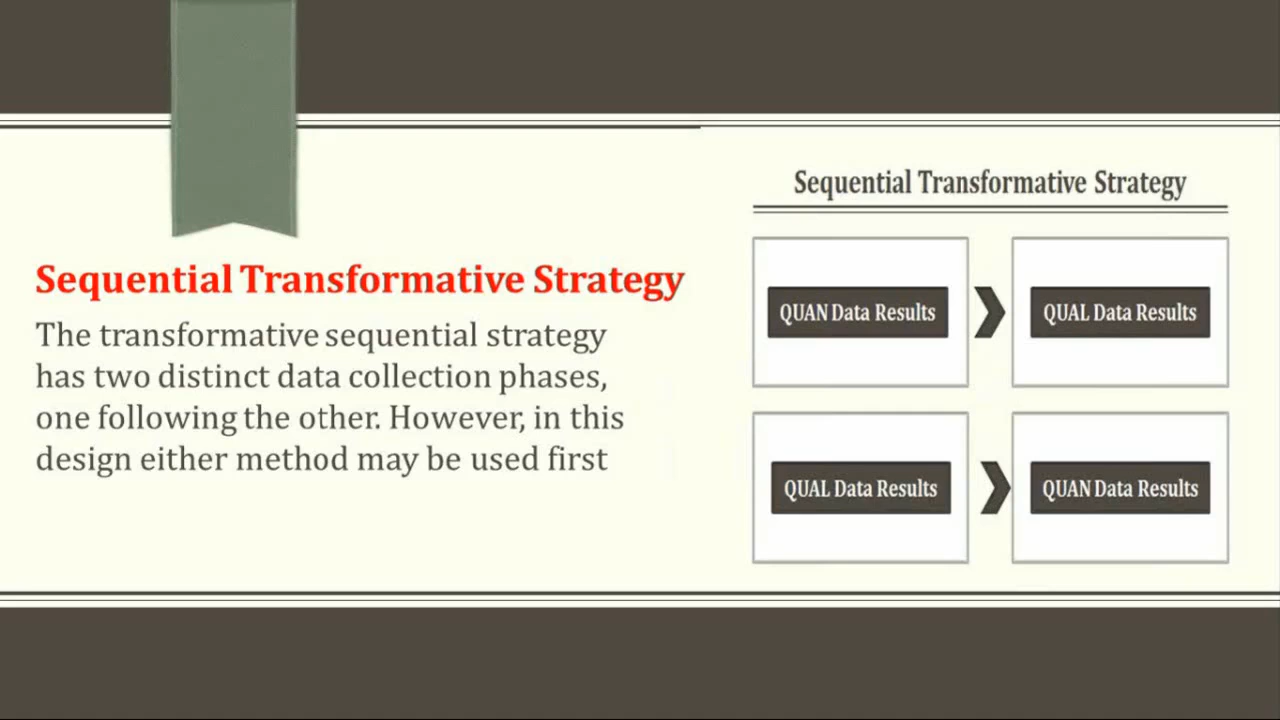 Sequential Transformative Strategy
The transformative sequential strategy
has two distinct data collection phases,
one following the other. However, in this
design either method may be used first
Sequential Transformative Strategy
QUAN Data Results
QUAL Data Results
QUAL Data Results
QUAN Data Results